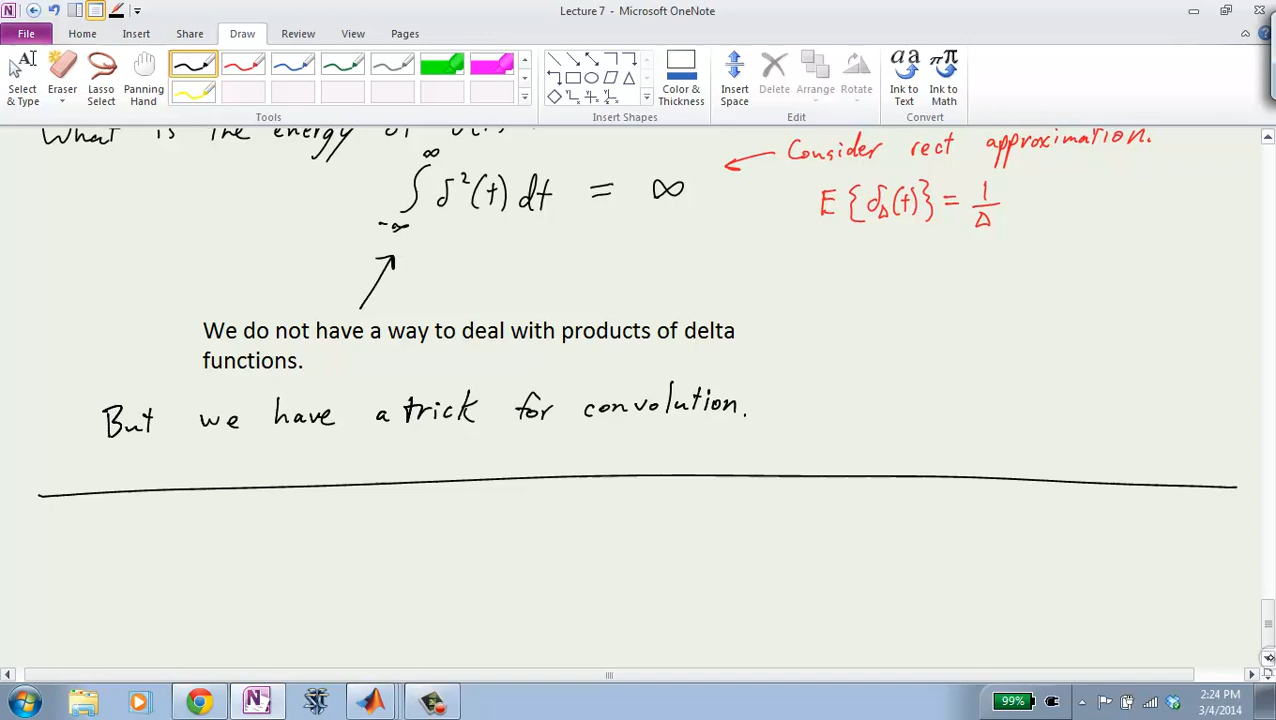 Lecture 7 - Microsoft OneNote
File Home Insert Share Draw Review View Pages
Select & Type
Eraser
Lasso Select
Panning Hand
Color & Thickness
Insert Space
Delete
Arrange
Rotate
Ink to Text
Ink to Math
Tools Insert Shapes Edit Convert
What is the energy of
Consider rect approximation.
∫_{-∞}^{∞} δ²(t) dt = ∞
E{δ_Δ(t)} = 1/Δ
We do not have a way to deal with products of delta
functions.
But we have a trick for convolution.
99%
2:24 PM
3/4/2014